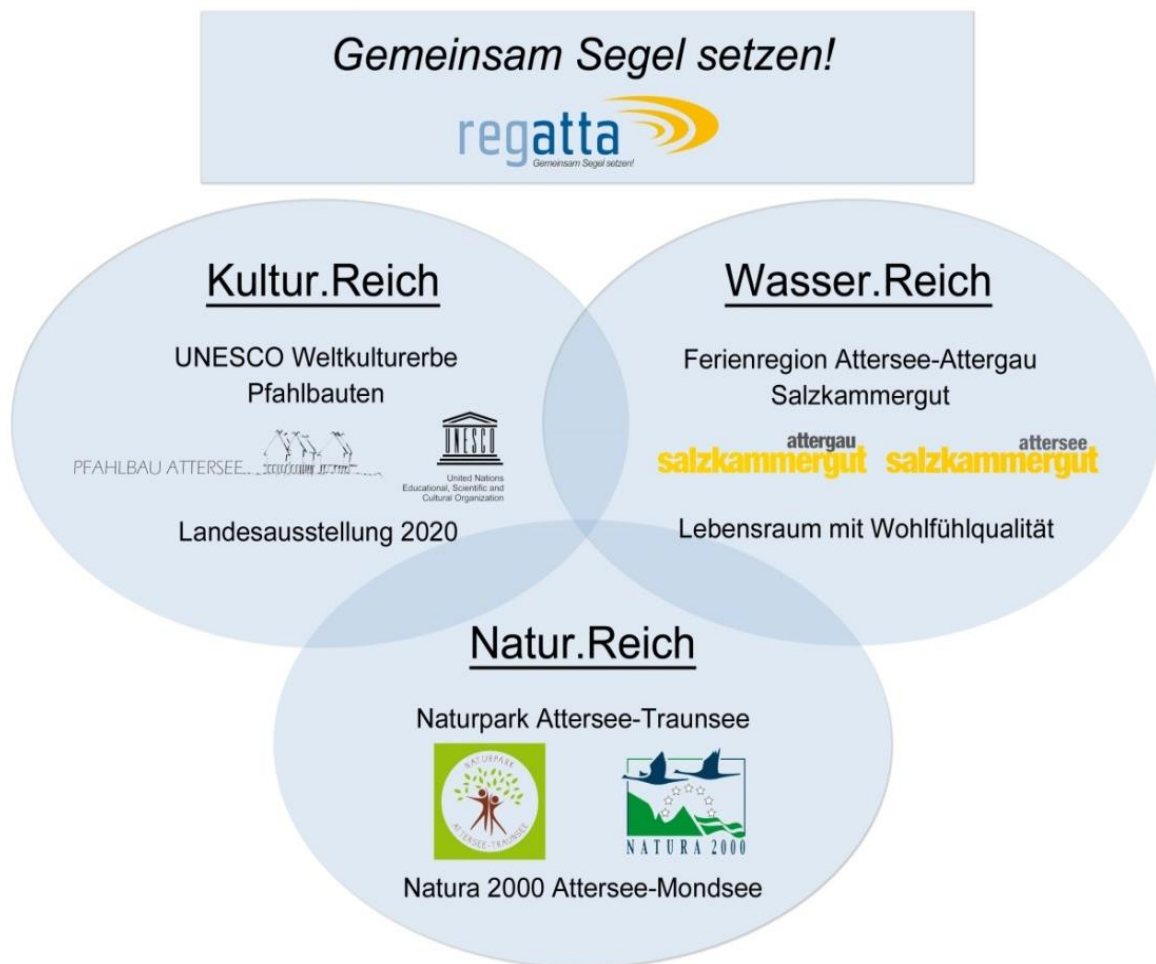 Gemeinsam Segel setzen!
regatta
Gemeinsam Segel setzen!
Kultur.Reich
UNESCO Weltkulturerbe
Pfahlbauten
PFAHLBAU ATTERSEE
UNESCO
United Nations
Educational, Scientific and
Cultural Organization
Landesausstellung 2020
Wasser.Reich
Ferienregion Attersee-Attergau
Salzkammergut
attergau
salzkammergut
attersee
salzkammergut
Lebensraum mit Wohlfühlqualität
Natur.Reich
Naturpark Attersee-Traunsee
NATURPARK
ATTERSEE-TRAUNSEE
NATURA 2000
Natura 2000 Attersee-Mondsee